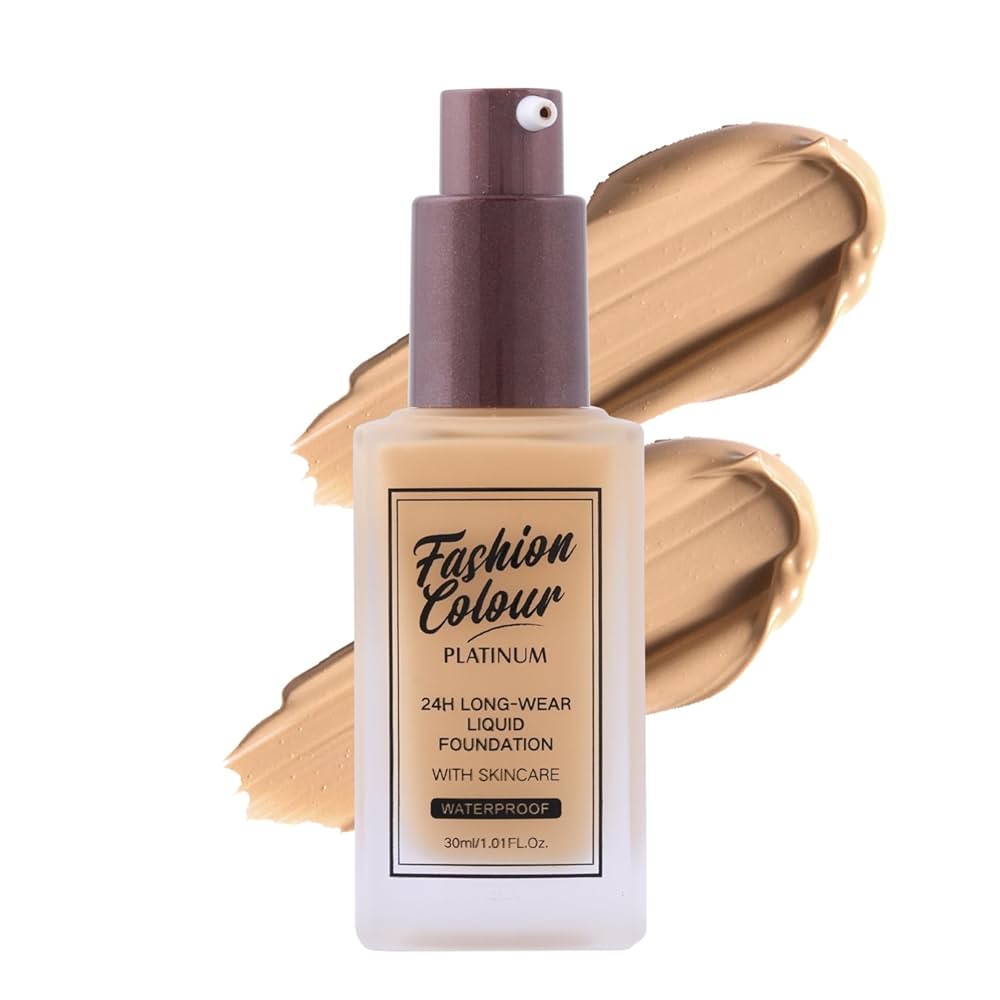 Fashion
Colour
PLATINUM
24H LONG-WEAR
LIQUID
FOUNDATION
WITH SKINCARE
WATERPROOF
30ml/1.01FL.Oz.